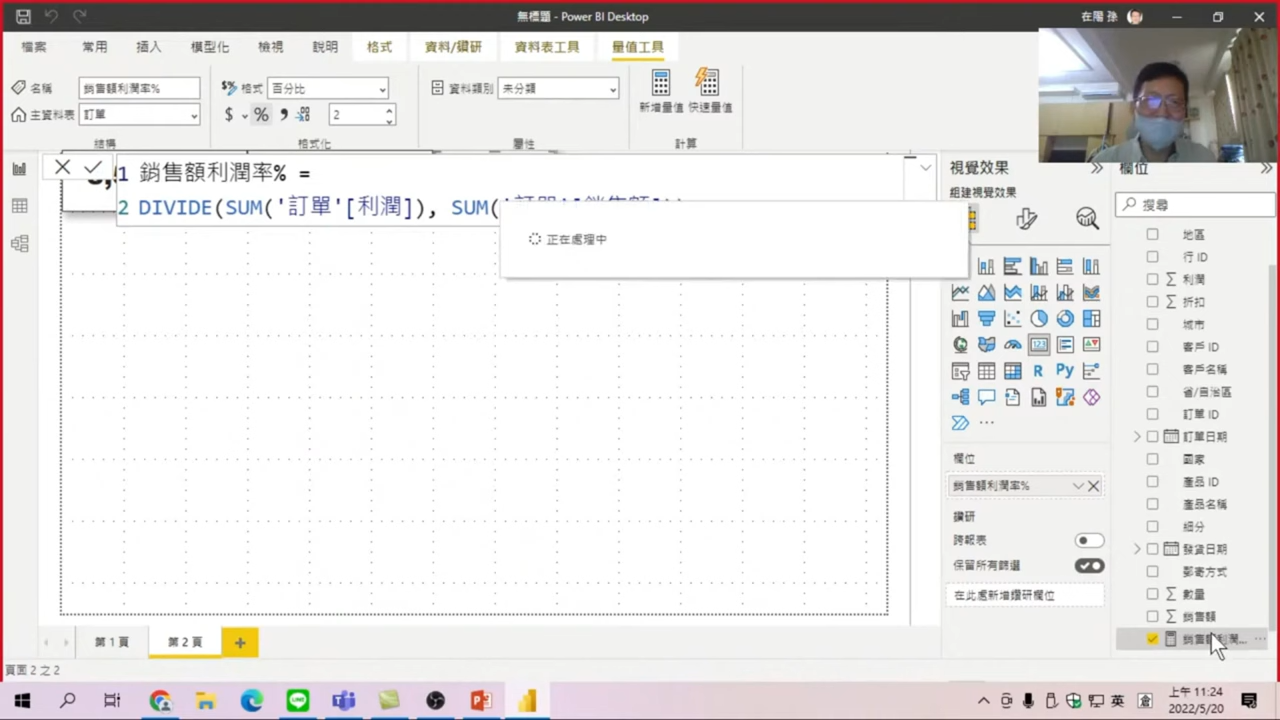 無標題 - Power BI Desktop
在陽 孫
檔案 常用 插入 模型化 檢視 說明 格式 資料/鑽研 資料表工具 量值工具
名稱 銷售額利潤率% 格式 百分比 資料類別 未分類
主資料表 訂單 $ % 2 新增量值 快速量值
結構 格式化 屬性 計算
1 銷售額利潤率% =
2 DIVIDE(SUM('訂單'[利潤]), SUM(
正在處理中
視覺效果
組建視覺效果
R
Py
欄位
銷售額利潤率%
鑽研
跨報表
保留所有篩選
在此處新增鑽研欄位
欄位
搜尋
地區
行 ID
利潤
折扣
城市
客戶 ID
客戶名稱
省/自治區
訂單 ID
訂單日期
國家
產品 ID
產品名稱
細分
發貨日期
郵寄方式
數量
銷售額
第 1 頁 第 2 頁 +
頁面 2 之 2
英 上午 11:24
2022/5/20